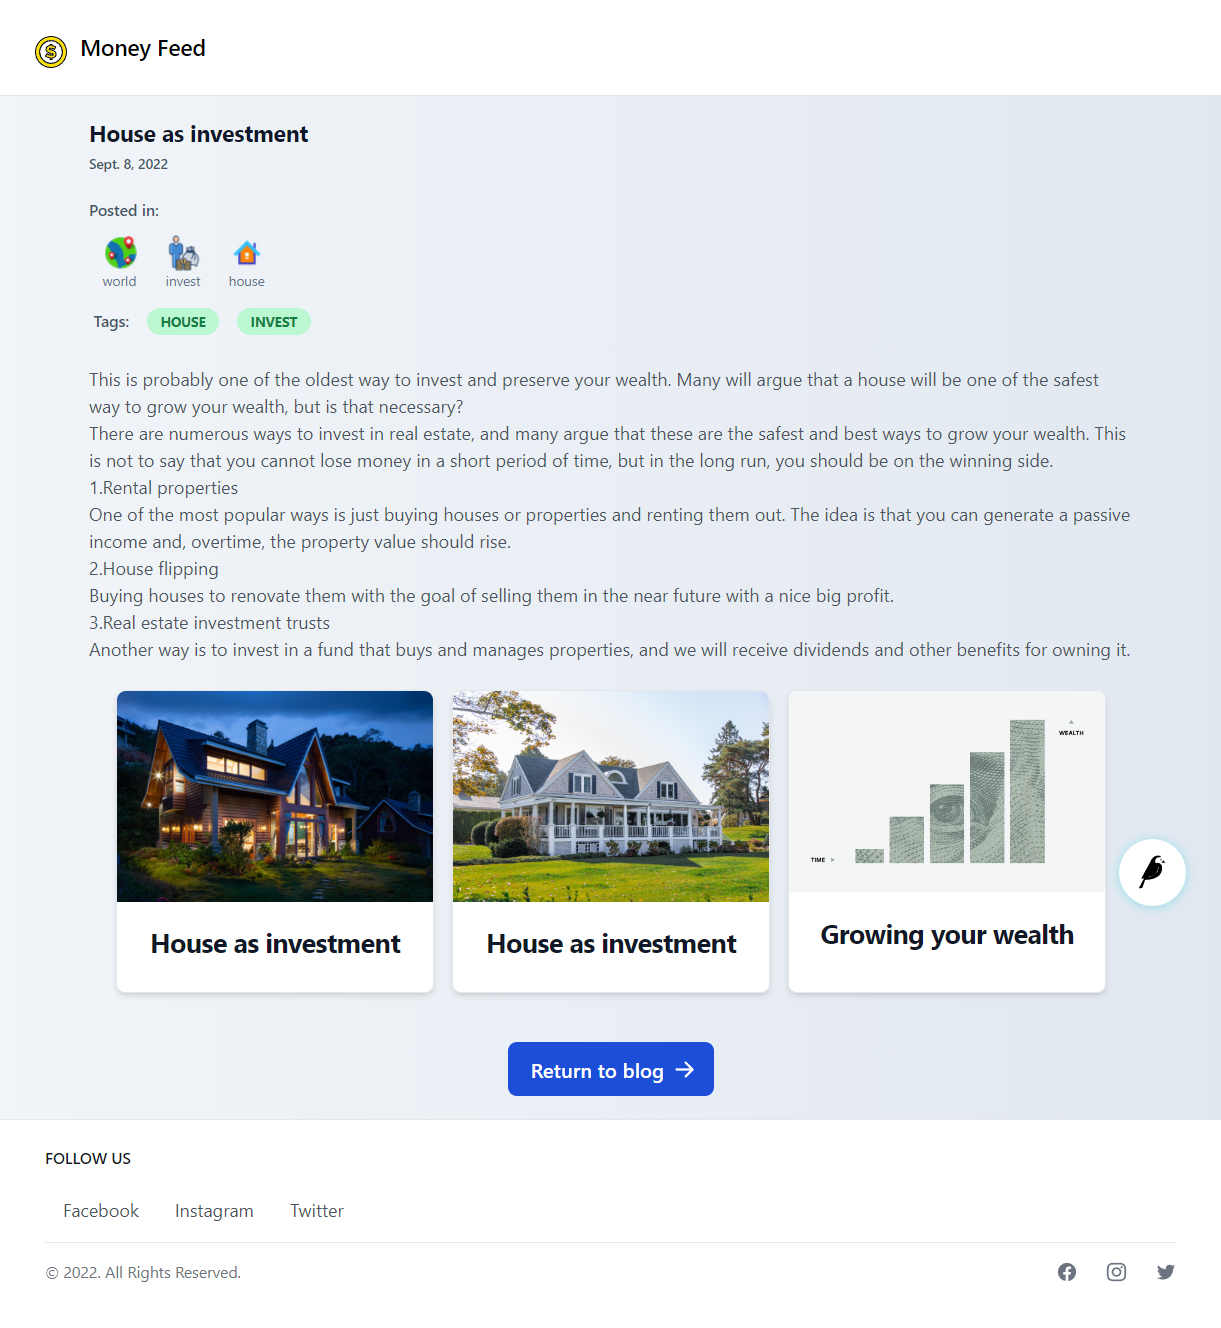 Money Feed
House as investment
Sept. 8, 2022
Posted in:
world invest house
Tags: HOUSE INVEST
This is probably one of the oldest way to invest and preserve your wealth. Many will argue that a house will be one of the safest
way to grow your wealth, but is that necessary?
There are numerous ways to invest in real estate, and many argue that these are the safest and best ways to grow your wealth. This
is not to say that you cannot lose money in a short period of time, but in the long run, you should be on the winning side.
1.Rental properties
One of the most popular ways is just buying houses or properties and renting them out. The idea is that you can generate a passive
income and, overtime, the property value should rise.
2.House flipping
Buying houses to renovate them with the goal of selling them in the near future with a nice big profit.
3.Real estate investment trusts
Another way is to invest in a fund that buys and manages properties, and we will receive dividends and other benefits for owning it.
WEALTH
TIME
House as investment
House as investment
Growing your wealth
Return to blog
FOLLOW US
Facebook Instagram Twitter
© 2022. All Rights Reserved.